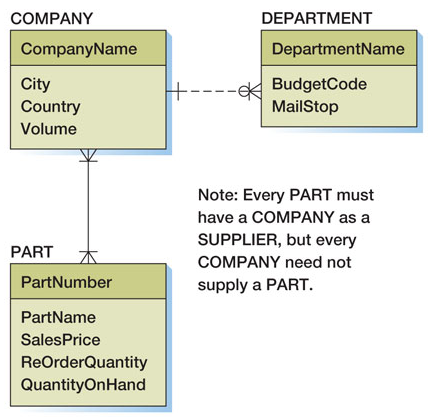 COMPANY
CompanyName
City
Country
Volume
DEPARTMENT
DepartmentName
BudgetCode
MailStop
Note: Every PART must
have a COMPANY as a
SUPPLIER, but every
COMPANY need not
supply a PART.
PART
PartNumber
PartName
SalesPrice
ReOrderQuantity
QuantityOnHand